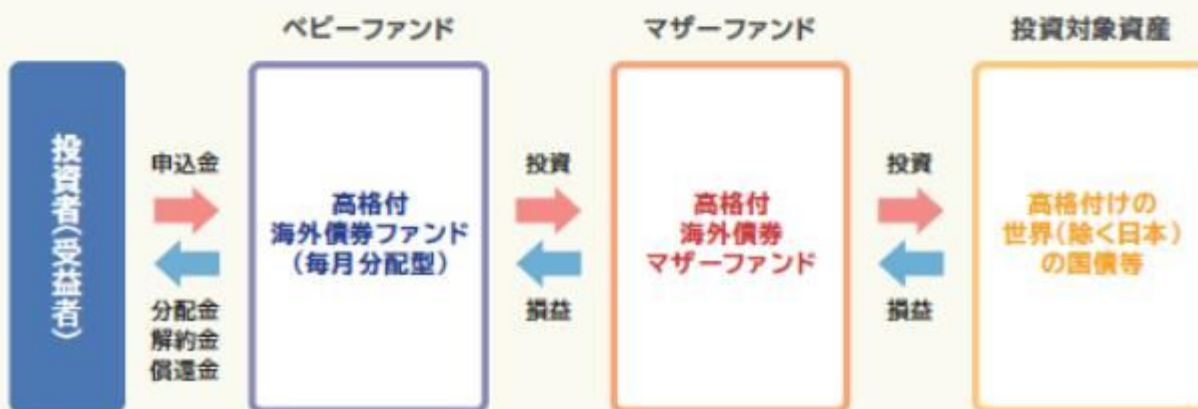 ベビーファンド
マザーファンド
投資対象資産
投資者(受益者)
申込金
分配金
解約金
償還金
高格付
海外債券ファンド
(毎月分配型)
投資
損益
高格付
海外債券
マザーファンド
投資
損益
高格付けの
世界(除く日本)
の国債等